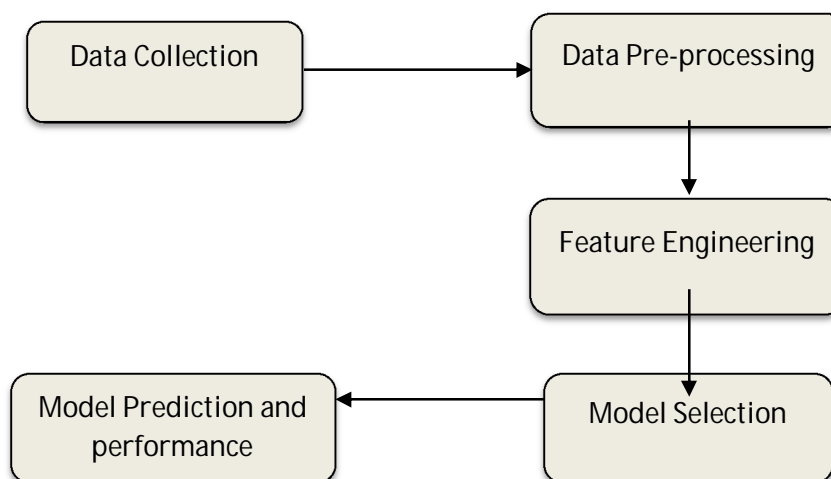 Data Collection
Data Pre-processing
Feature Engineering
Model Selection
Model Prediction and
performance